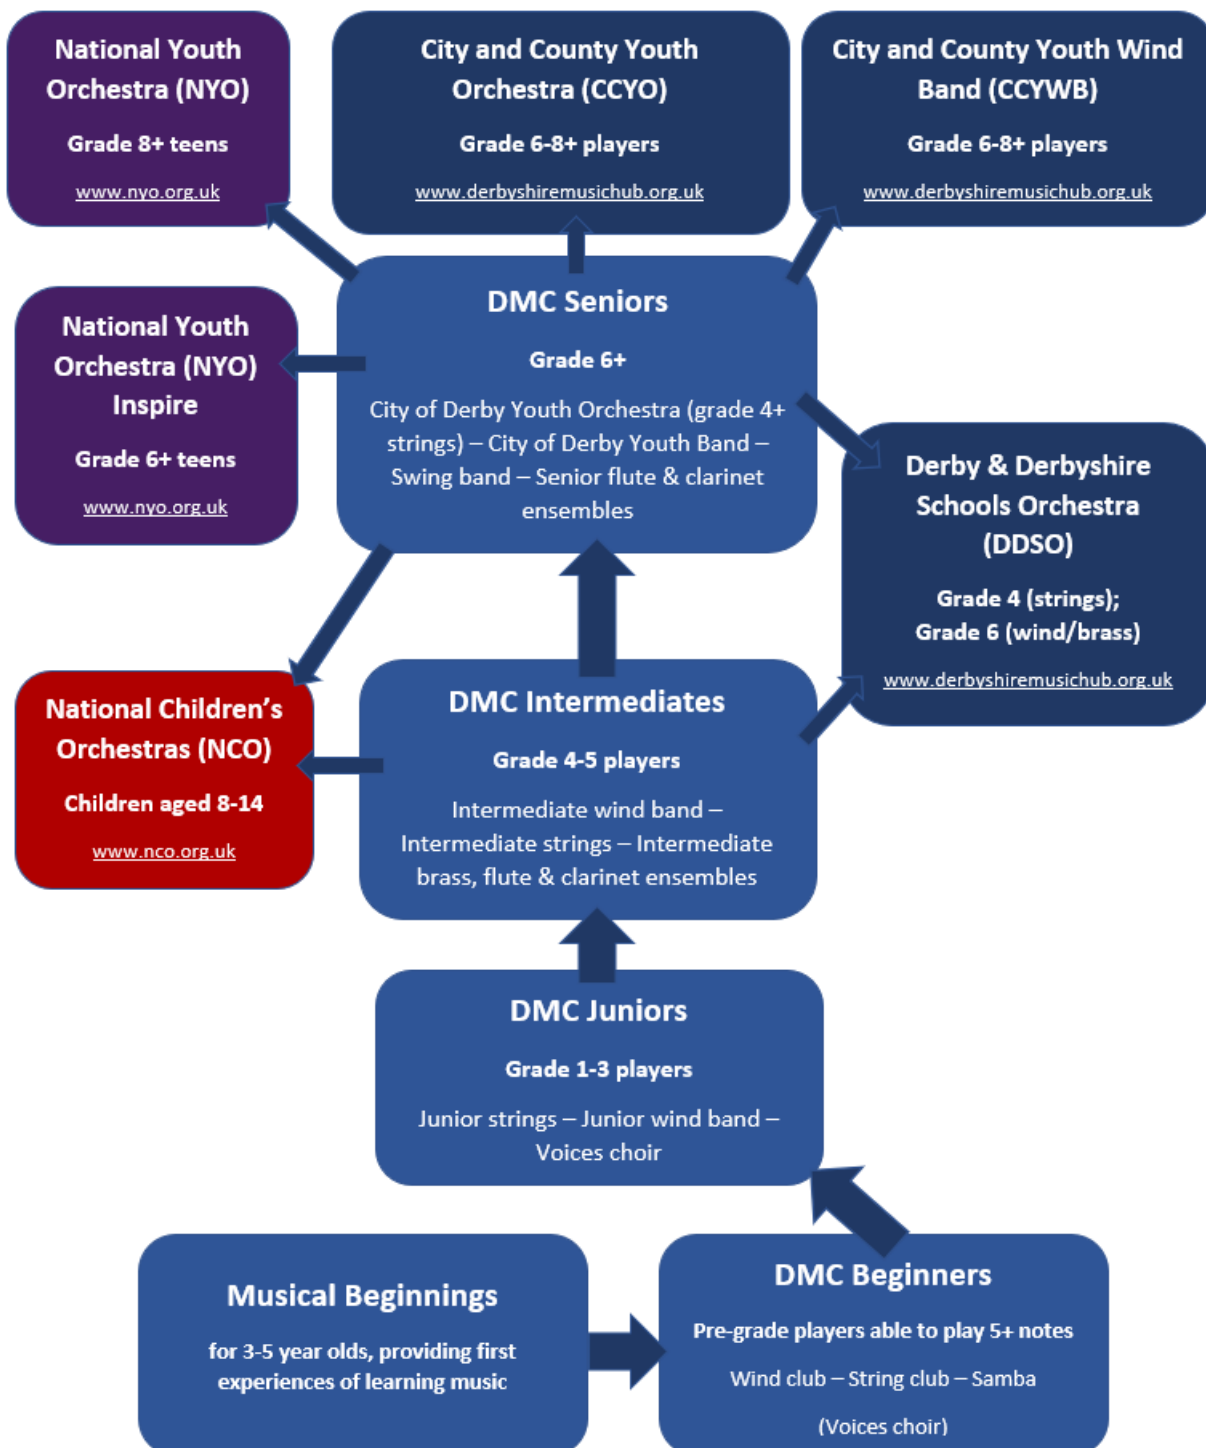 National Youth
Orchestra (NYO)
Grade 8+ teens
www.nyo.org.uk
City and County Youth
Orchestra (CCYO)
Grade 6-8+ players
www.derbyshiremusichub.org.uk
City and County Youth Wind
Band (CCYWB)
Grade 6-8+ players
www.derbyshiremusichub.org.uk
DMC Seniors
Grade 6+
City of Derby Youth Orchestra (grade 4+
strings) – City of Derby Youth Band –
Swing band – Senior flute & clarinet
ensembles
National Youth
Orchestra (NYO)
Inspire
Grade 6+ teens
www.nyo.org.uk
Derby & Derbyshire
Schools Orchestra
(DDSO)
Grade 4 (strings);
Grade 6 (wind/brass)
www.derbyshiremusichub.org.uk
National Children’s
Orchestras (NCO)
Children aged 8-14
www.nco.org.uk
DMC Intermediates
Grade 4-5 players
Intermediate wind band –
Intermediate strings – Intermediate
brass, flute & clarinet ensembles
DMC Juniors
Grade 1-3 players
Junior strings – Junior wind band –
Voices choir
Musical Beginnings
for 3-5 year olds, providing first
experiences of learning music
DMC Beginners
Pre-grade players able to play 5+ notes
Wind club – String club – Samba
(Voices choir)